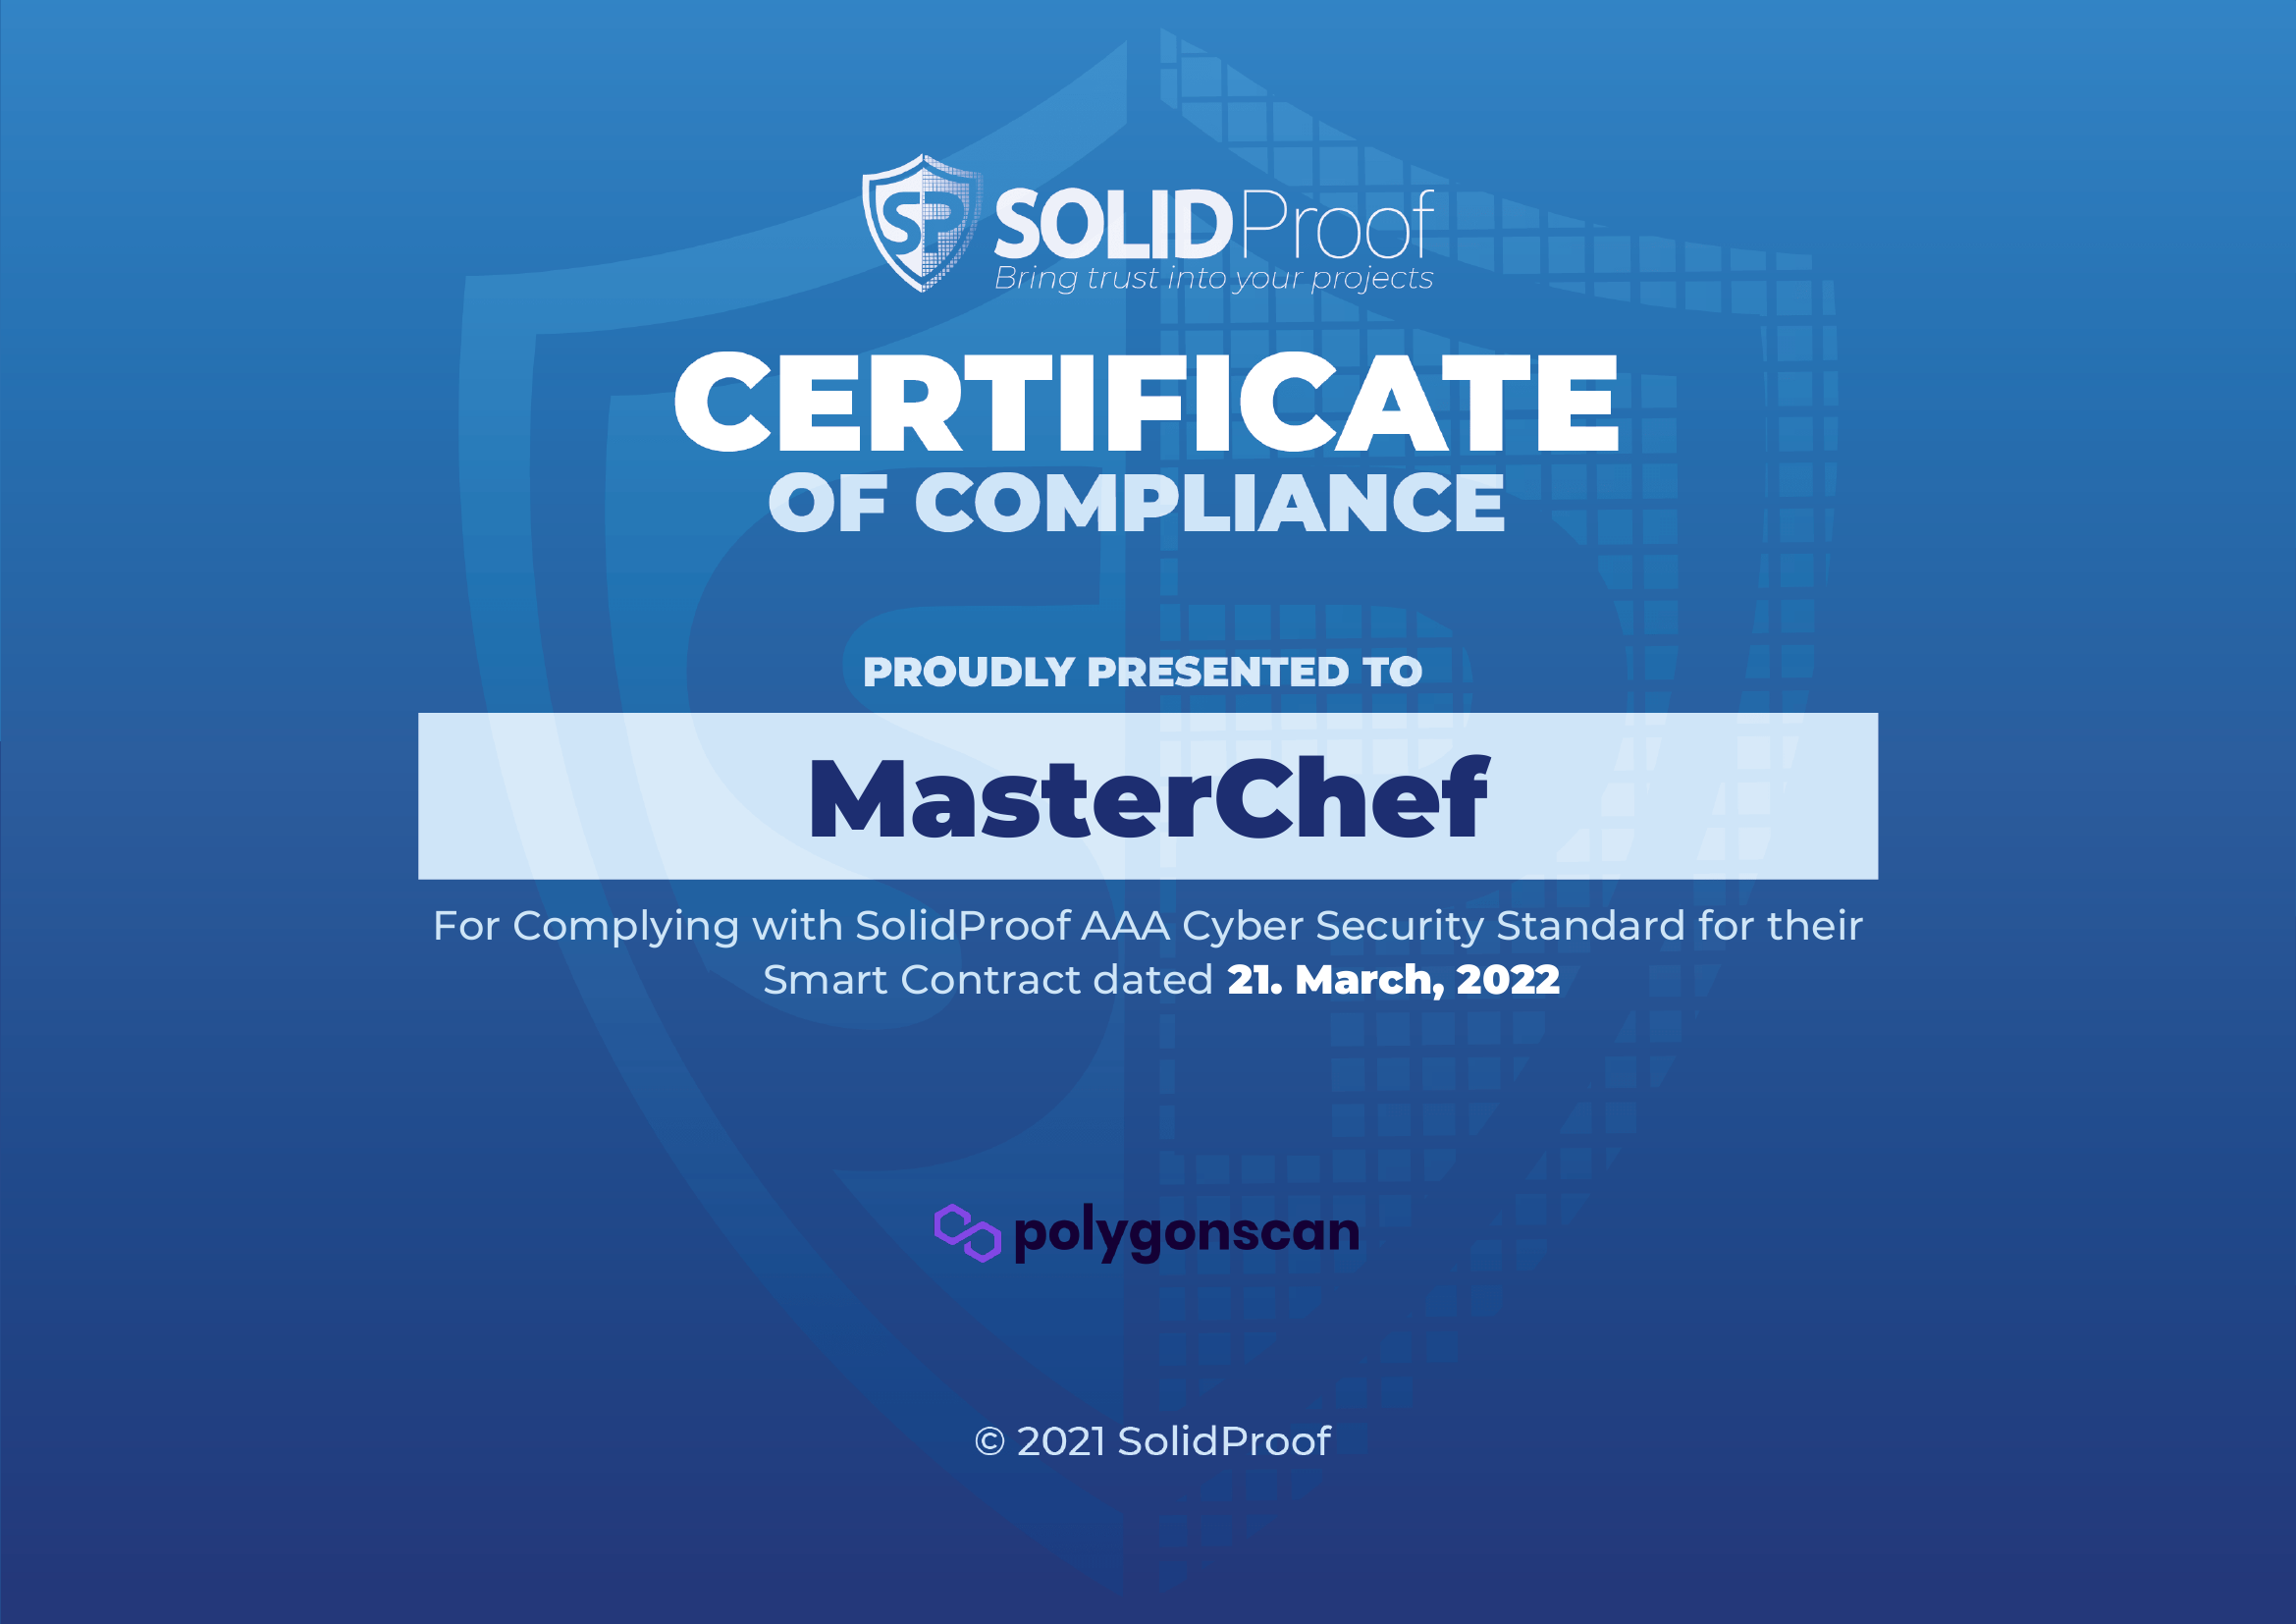 SP SOLIDProof
Bring trust into your projects
CERTIFICATE
OF COMPLIANCE
PROUDLY PRESENTED TO
MasterChef
For Complying with SolidProof AAA Cyber Security Standard for their
Smart Contract dated 21. March, 2022
polygonscan
© 2021 SolidProof